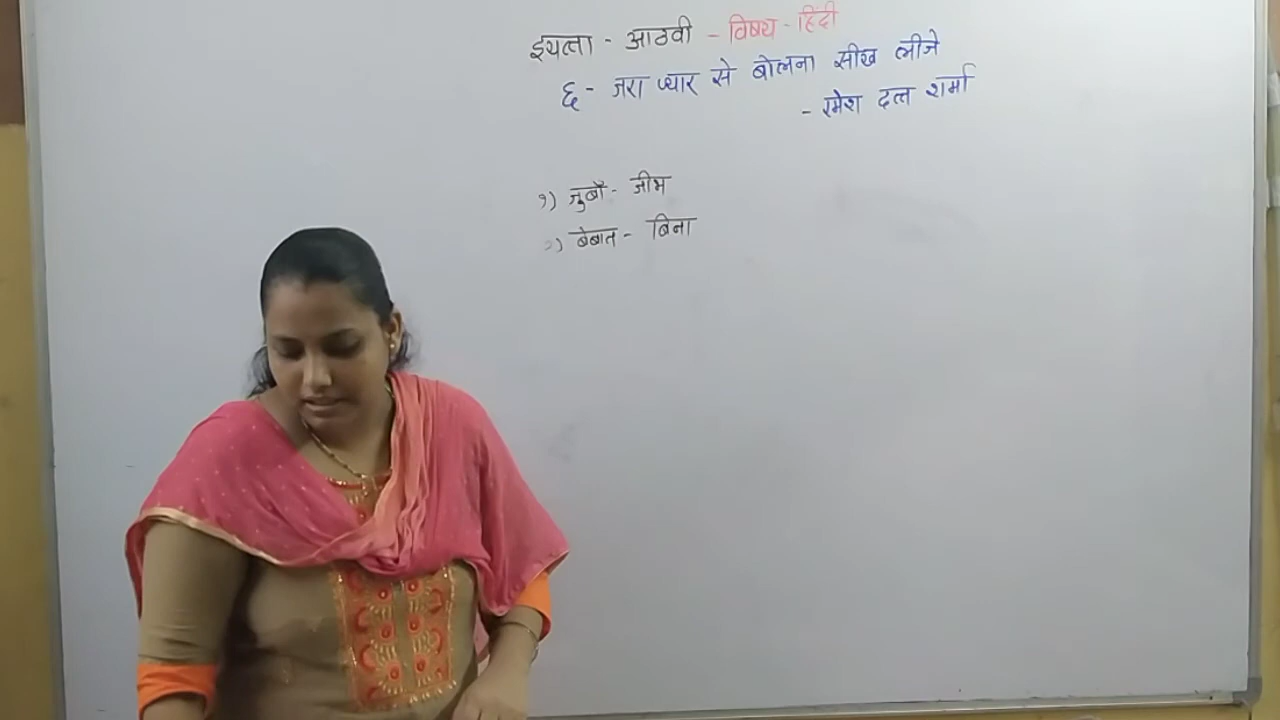 इयत्ता - आठवी - विषय - हिंदी
६- जरा प्यार से बोलना सीख लीजे
- रमेश दत्त शर्मा
१) जुबाँ - जीभ
२) बेबात - बिना